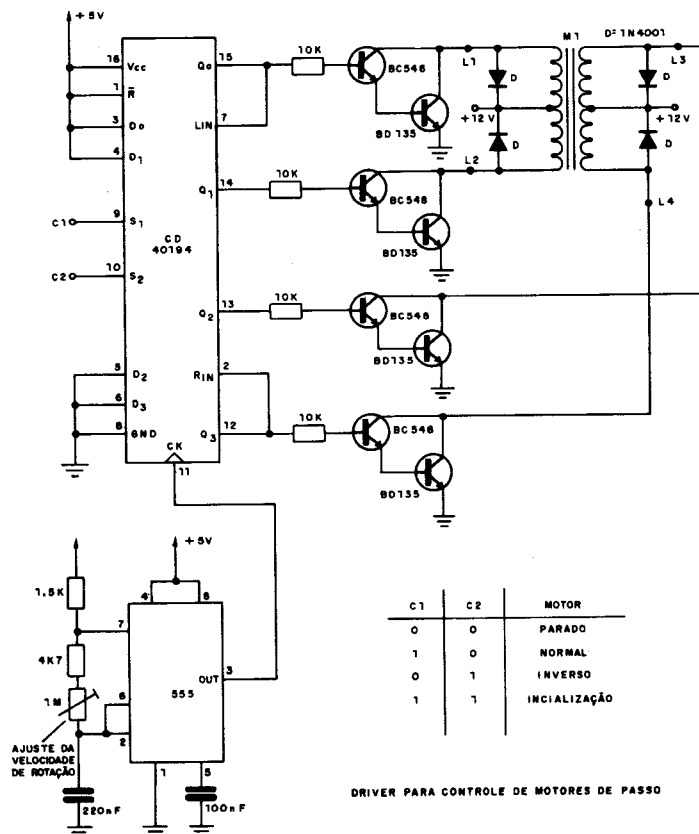 +5V
16 Vcc
1 R̅
3 D0
4 D1
C1 9 S1
C2 10 S2
CD
40194
5 D2
6 D3
8 GND
CK
11
15 Q0
7 LIN
14 Q1
13 Q2
2 RIN
12 Q3
10K
BC548
BD135
10K
BC548
BD135
10K
BC548
BD135
10K
BC548
BD135
L1
L2
D
D
+12V
M1
D=1N4001
L3
D
+12V
D
L4
+5V
1,5K
4K7
1M
AJUSTE DA
VELOCIDADE
DE ROTAÇÃO
220nF
4
8
7
6
2
OUT
3
555
1
5
100nF
C1 C2 MOTOR
0 0 PARADO
1 0 NORMAL
0 1 INVERSO
1 1 INCIALIZAÇÃO
DRIVER PARA CONTROLE DE MOTORES DE PASSO